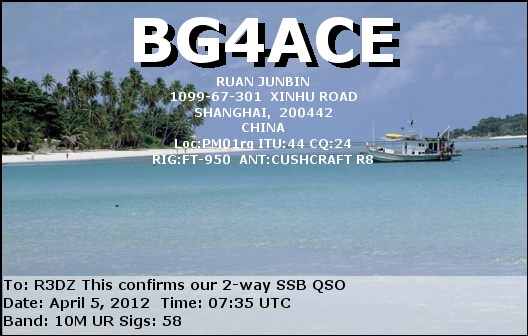 BG4ACE
RUAN JUNBIN
1099-67-301 XINHU ROAD
SHANGHAI, 200442
CHINA
Loc:PM01rq ITU:44 CQ:24
RIG:FT-950 ANT:CUSHCRAFT R8
To: R3DZ This confirms our 2-way SSB QSO
Date: April 5, 2012 Time: 07:35 UTC
Band: 10M UR Sigs: 58